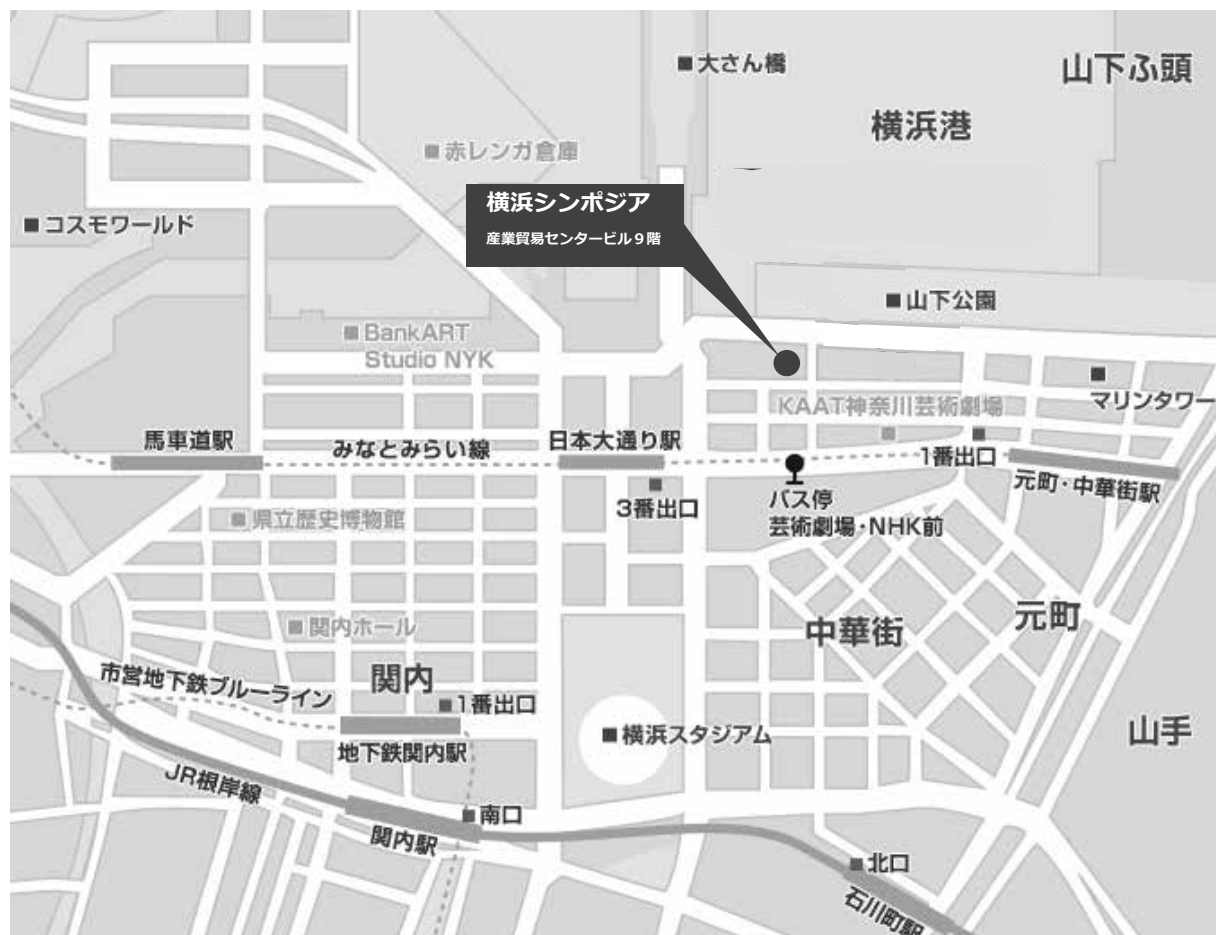 大さん橋
山下ふ頭
横浜港
赤レンガ倉庫
横浜シンポジア
産業貿易センタービル9階
コスモワールド
山下公園
BankART
Studio NYK
マリンタワー
KAAT神奈川芸術劇場
馬車道駅
みなとみらい線
日本大通り駅
1番出口
元町・中華街駅
3番出口
バス停
芸術劇場・NHK前
県立歴史博物館
関内ホール
中華街
元町
市営地下鉄ブルーライン
関内
1番出口
地下鉄関内駅
横浜スタジアム
山手
JR根岸線
南口
関内駅
北口
石川町駅